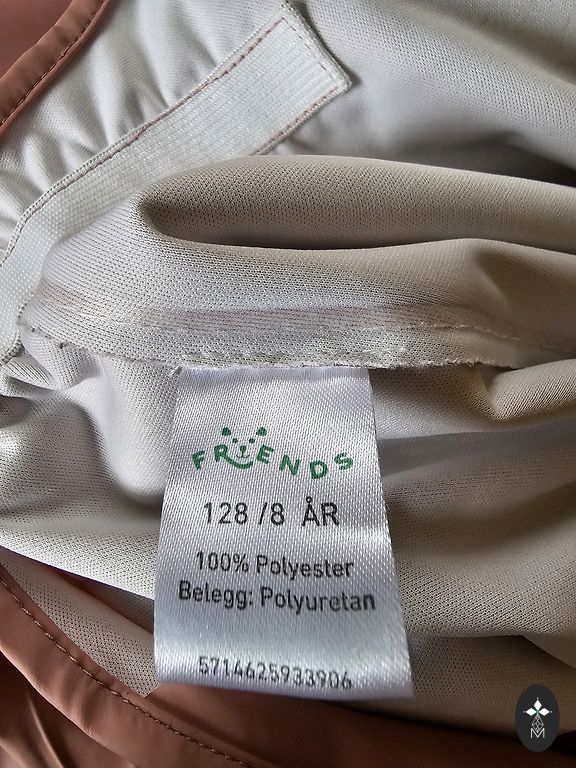 FRIENDS
128 /8 ÅR
100% Polyester
Belegg: Polyuretan
5714625933906
M